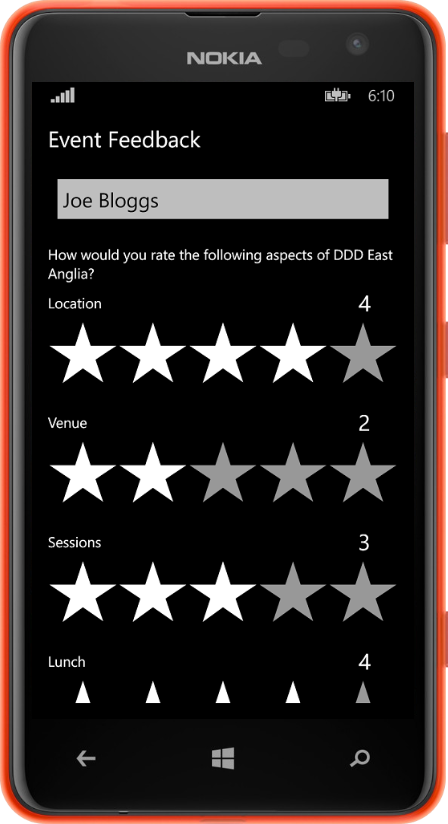 NOKIA
6:10
Event Feedback
Joe Bloggs
How would you rate the following aspects of DDD East
Anglia?
Location 4
Venue 2
Sessions 3
Lunch 4